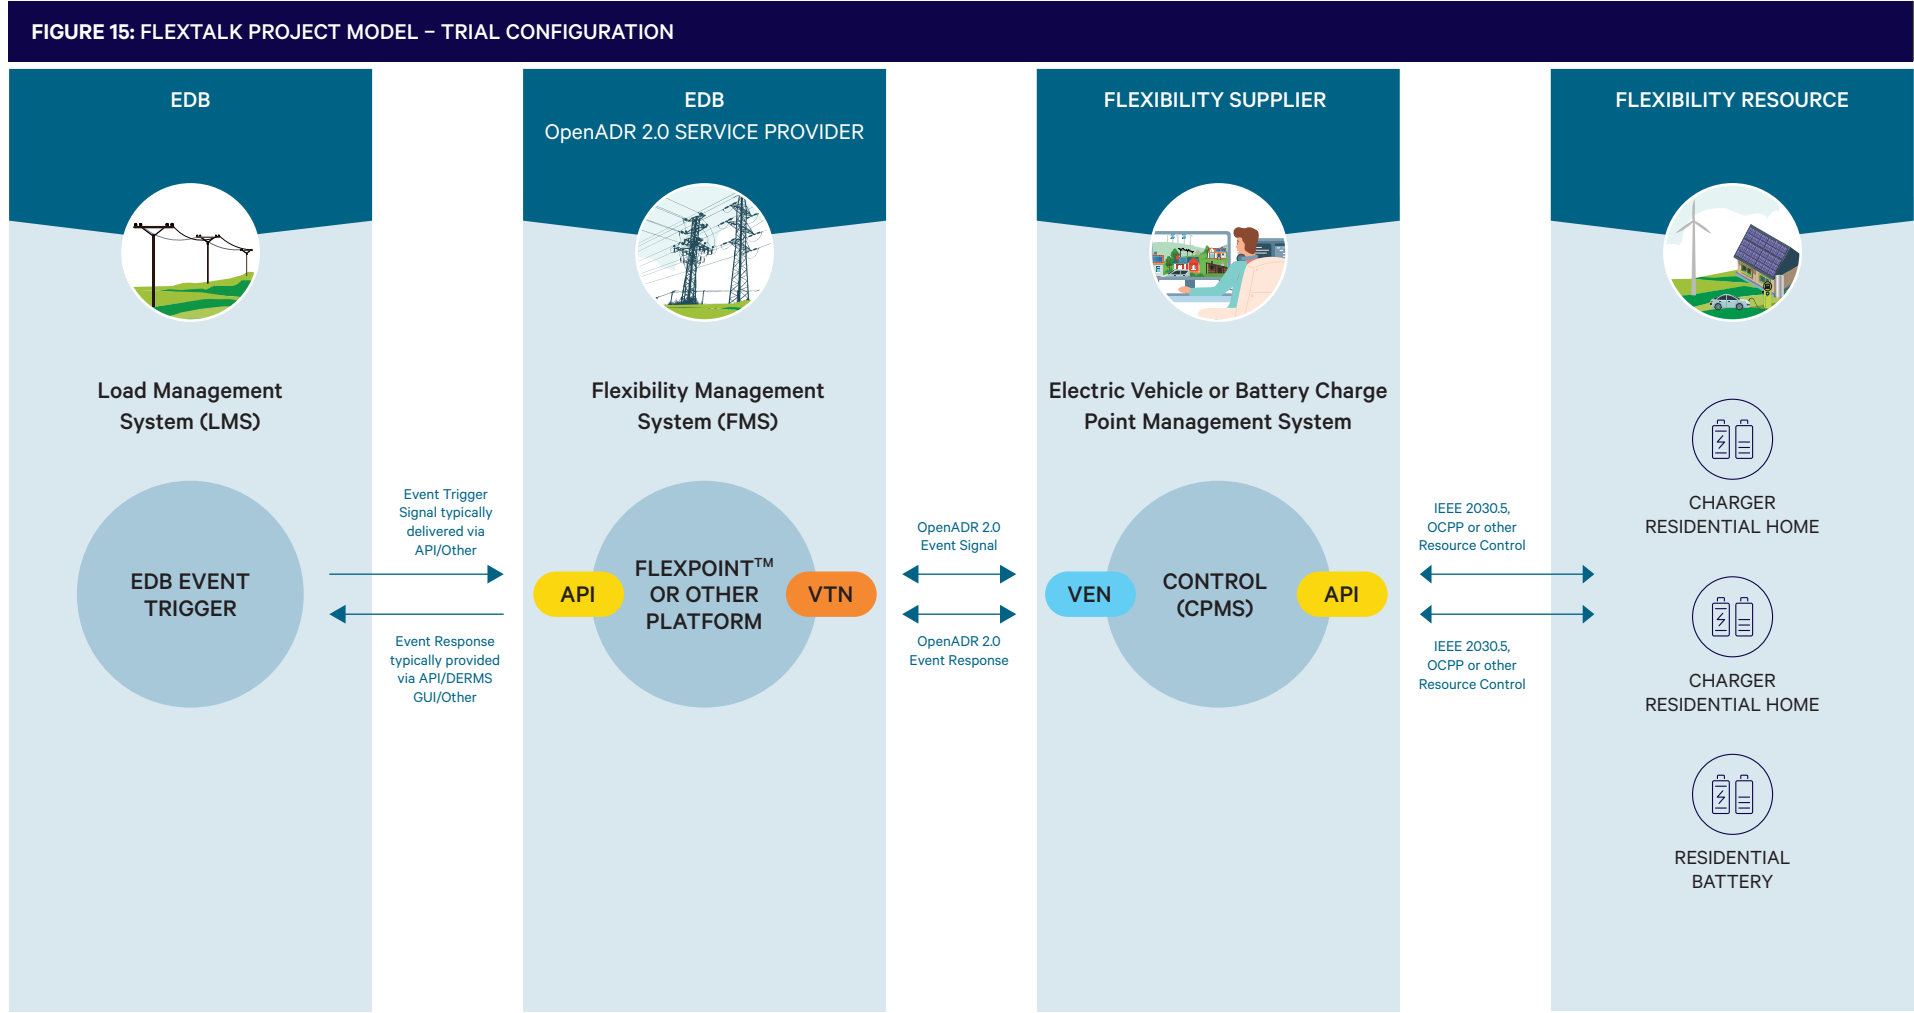 FIGURE 15: FLEXTALK PROJECT MODEL – TRIAL CONFIGURATION
EDB
Load Management
System (LMS)
EDB EVENT
TRIGGER
Event Trigger
Signal typically
delivered via
API/Other
Event Response
typically provided
via API/DERMS
GUI/Other
EDB
OpenADR 2.0 SERVICE PROVIDER
Flexibility Management
System (FMS)
API
FLEXPOINT™
OR OTHER
PLATFORM
VTN
OpenADR 2.0
Event Signal
OpenADR 2.0
Event Response
FLEXIBILITY SUPPLIER
Electric Vehicle or Battery Charge
Point Management System
VEN
CONTROL
(CPMS)
API
IEEE 2030.5,
OCPP or other
Resource Control
IEEE 2030.5,
OCPP or other
Resource Control
FLEXIBILITY RESOURCE
CHARGER
RESIDENTIAL HOME
CHARGER
RESIDENTIAL HOME
RESIDENTIAL
BATTERY